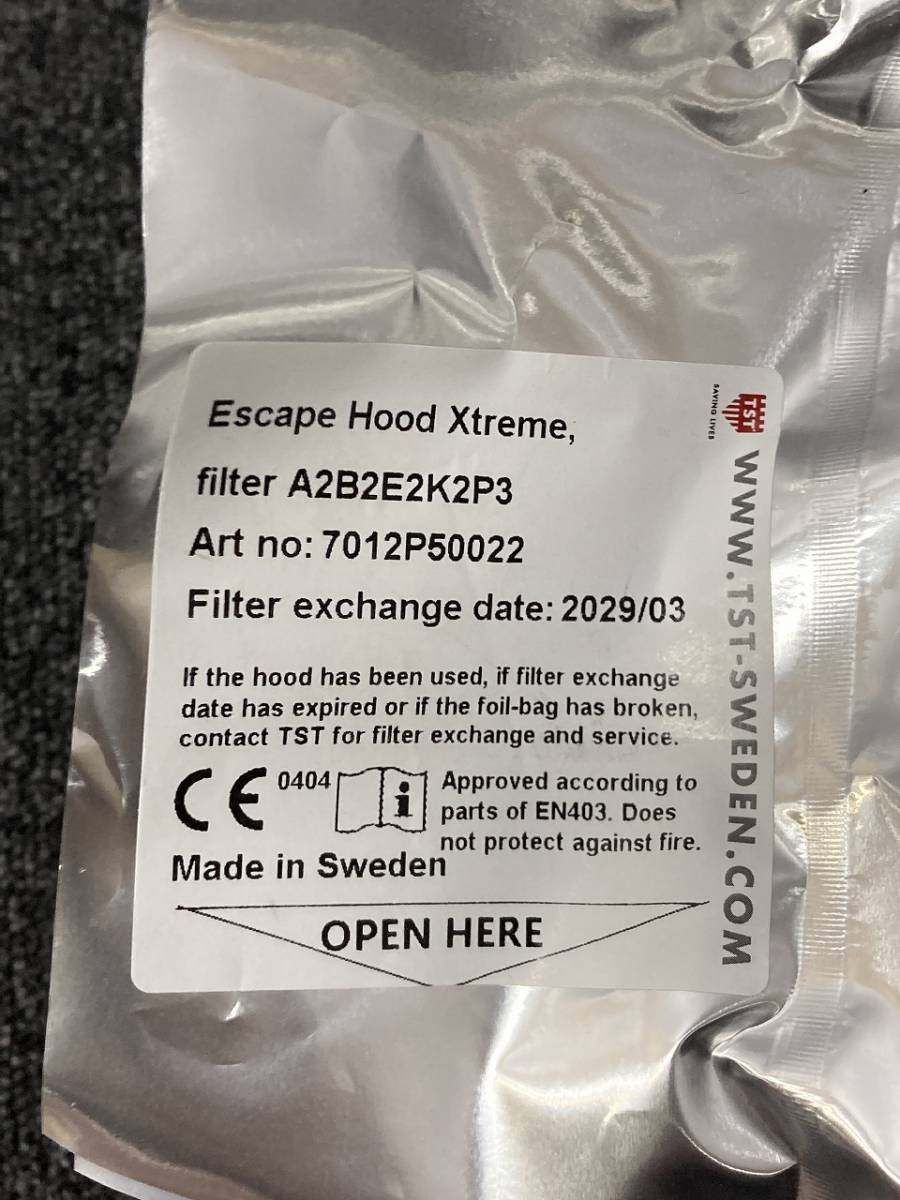 Escape Hood Xtreme,
filter A2B2E2K2P3
Art no: 7012P50022
Filter exchange date: 2029/03
If the hood has been used, if filter exchange
date has expired or if the foil-bag has broken,
contact TST for filter exchange and service.
CE 0404
i
Approved according to
parts of EN403. Does
not protect against fire.
Made in Sweden
OPEN HERE
TST
SAVING LIVES
WWW.TST-SWEDEN.COM